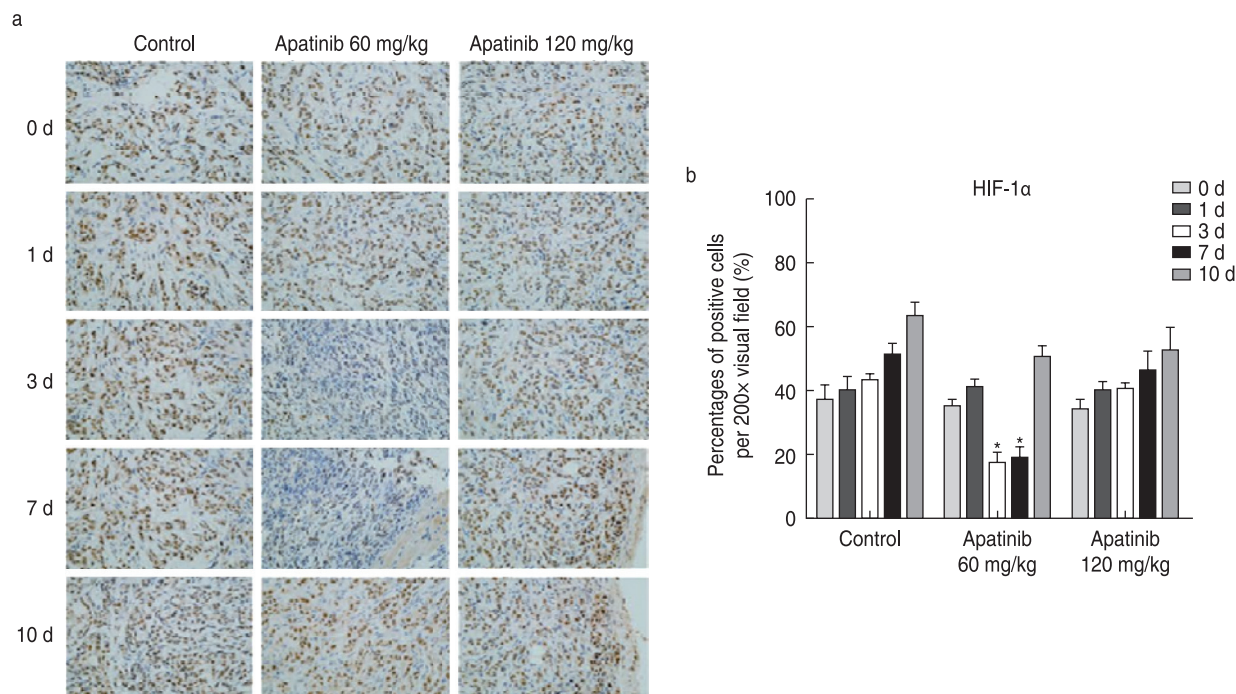 a
Control
Apatinib 60 mg/kg
Apatinib 120 mg/kg
0 d
1 d
3 d
7 d
10 d
b
HIF-1α
0 d
1 d
3 d
7 d
10 d
Percentages of positive cells
per 200× visual field (%)
100
80
60
40
20
0
*
*
Control
Apatinib
60 mg/kg
Apatinib
120 mg/kg